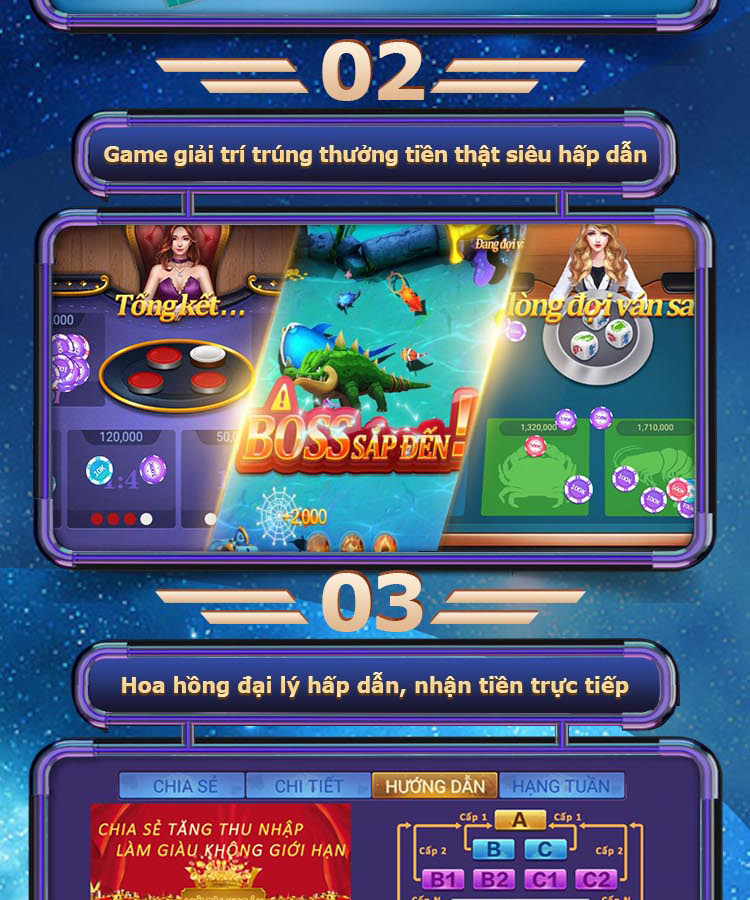 02
Game giải trí trúng thưởng tiền thật siêu hấp dẫn
Tổng kết...
Đang đợi v
lòng đợi ván sa
000
120,000
50,
1:4
10K
BOSS SẮP ĐẾN!
+2,000
1,320,000
1,710,000
100K
100K
100K
03
Hoa hồng đại lý hấp dẫn, nhận tiền trực tiếp
CHIA SẺ
CHI TIẾT
HƯỚNG DẪN
HẠNG TUẦN
CHIA SẺ TĂNG THU NHẬP
LÀM GIÀU KHÔNG GIỚI HẠN
Cấp 1
A
Cấp 1
Cấp 2
B
C
Cấp 2
B1
B2
C1
C2